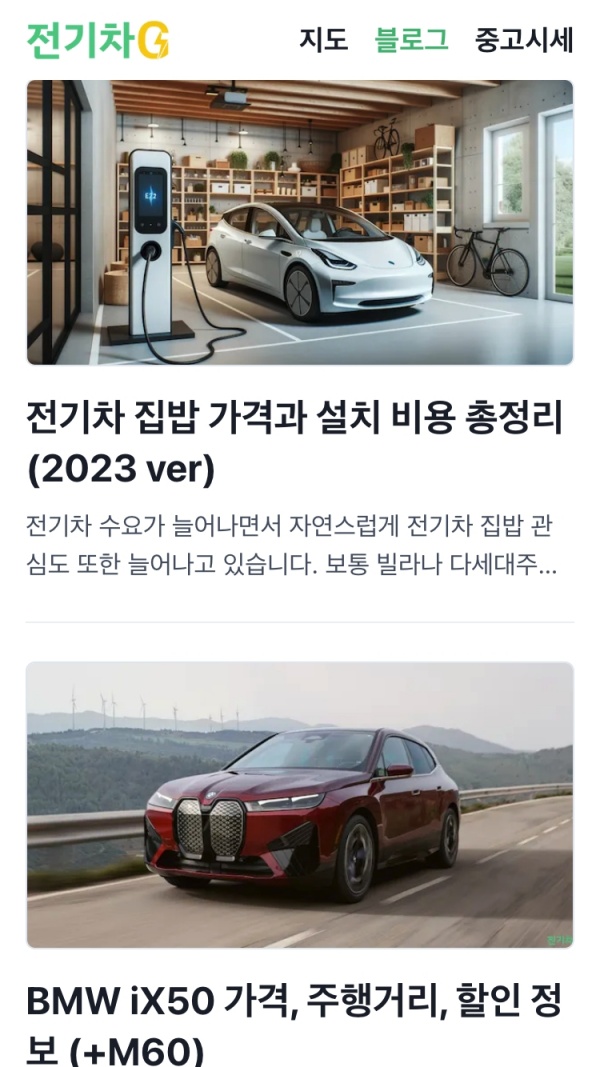 전기차G
지도 블로그 중고시세
전기차 집밥 가격과 설치 비용 총정리
(2023 ver)
전기차 수요가 늘어나면서 자연스럽게 전기차 집밥 관
심도 또한 늘어나고 있습니다. 보통 빌라나 다세대주...
BMW iX50 가격, 주행거리, 할인 정
보 (+M60)